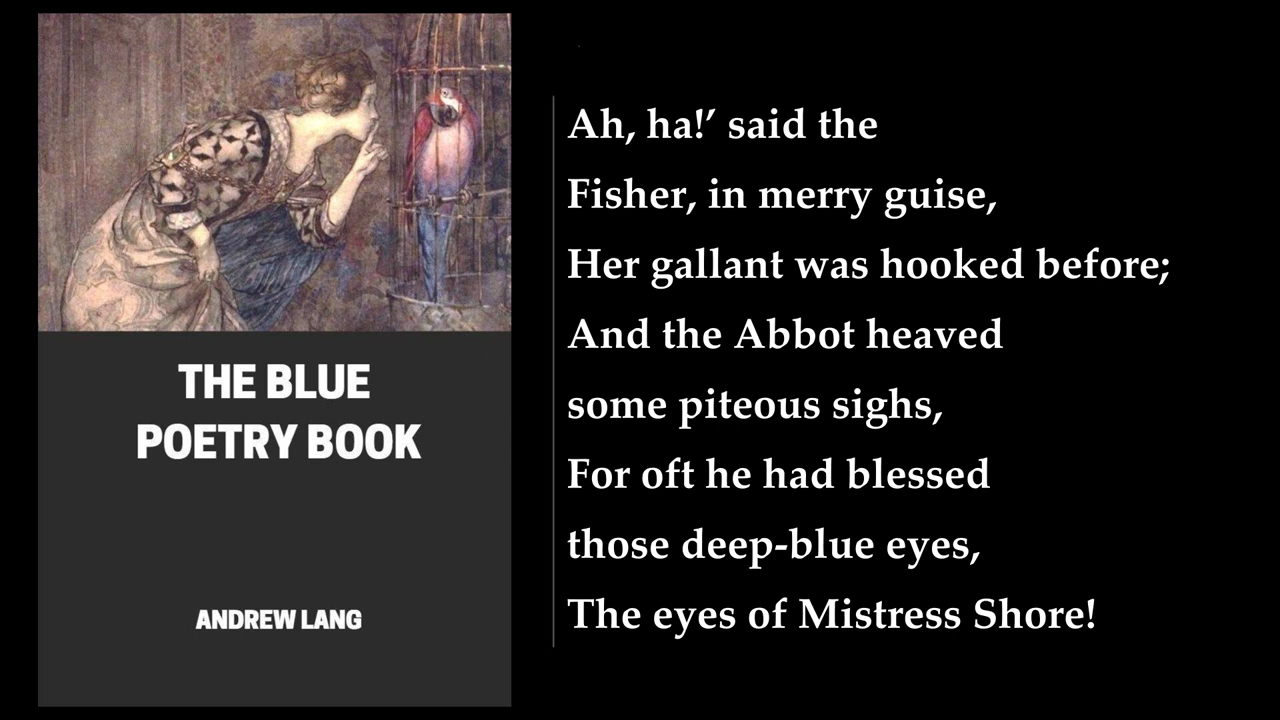 THE BLUE
POETRY BOOK
ANDREW LANG
Ah, ha!’ said the
Fisher, in merry guise,
Her gallant was hooked before;
And the Abbot heaved
some piteous sighs,
For oft he had blessed
those deep-blue eyes,
The eyes of Mistress Shore!